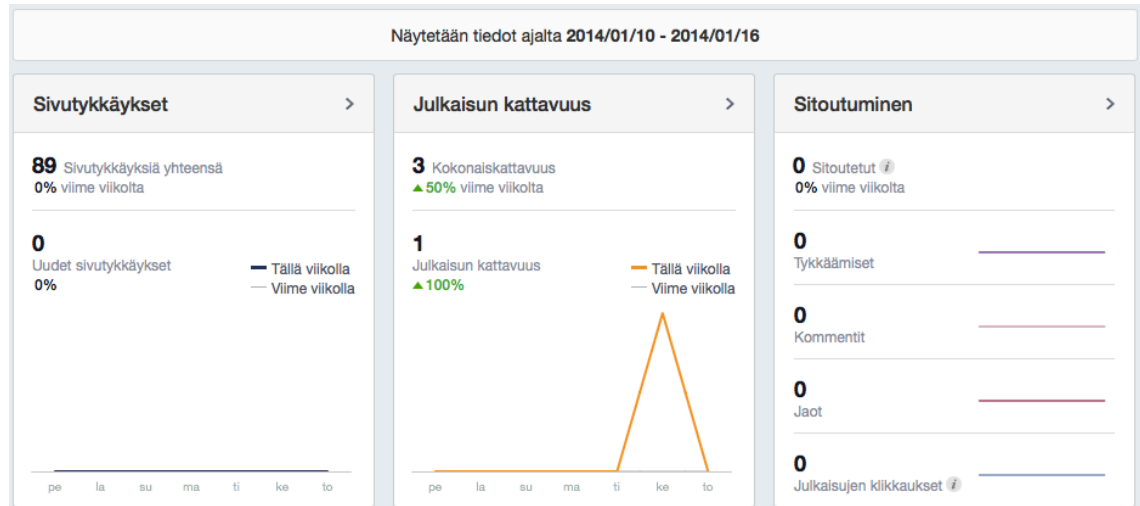 Näytetään tiedot ajalta 2014/01/10 - 2014/01/16
Sivutykkäykset
89 Sivutykkäyksiä yhteensä
0% viime viikolta
0
Uudet sivutykkäykset
0%
Tällä viikolla
Viime viikolla
pe la su ma ti ke to
Julkaisun kattavuus
3 Kokonaiskattavuus
50% viime viikolta
1
Julkaisun kattavuus
100%
Tällä viikolla
Viime viikolla
pe la su ma ti ke to
Sitoutuminen
0 Sitoutetut i
0% viime viikolta
0
Tykkäämiset
0
Kommentit
0
Jaot
0
Julkaisujen klikkaukset i